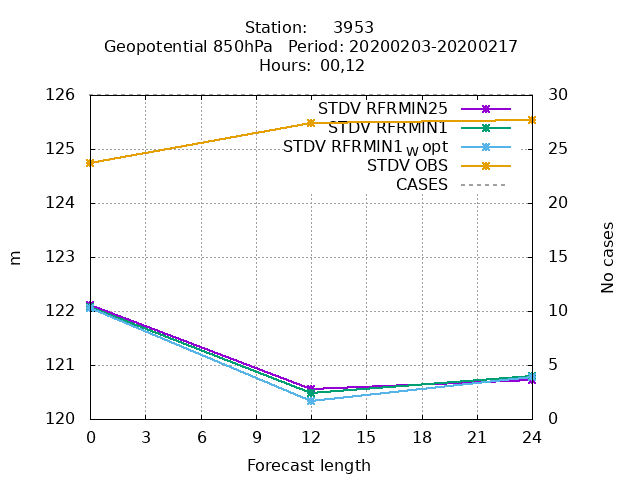 Station: 3953
Geopotential 850hPa Period: 20200203-20200217
Hours: 00,12
126
125
124
123
122
121
120
m
STDV RFRMIN25
STDV RFRMIN1
STDV RFRMIN1 w opt
STDV OBS
CASES
30
25
20
15
10
5
0
No cases
0 3 6 9 12 15 18 21 24
Forecast length